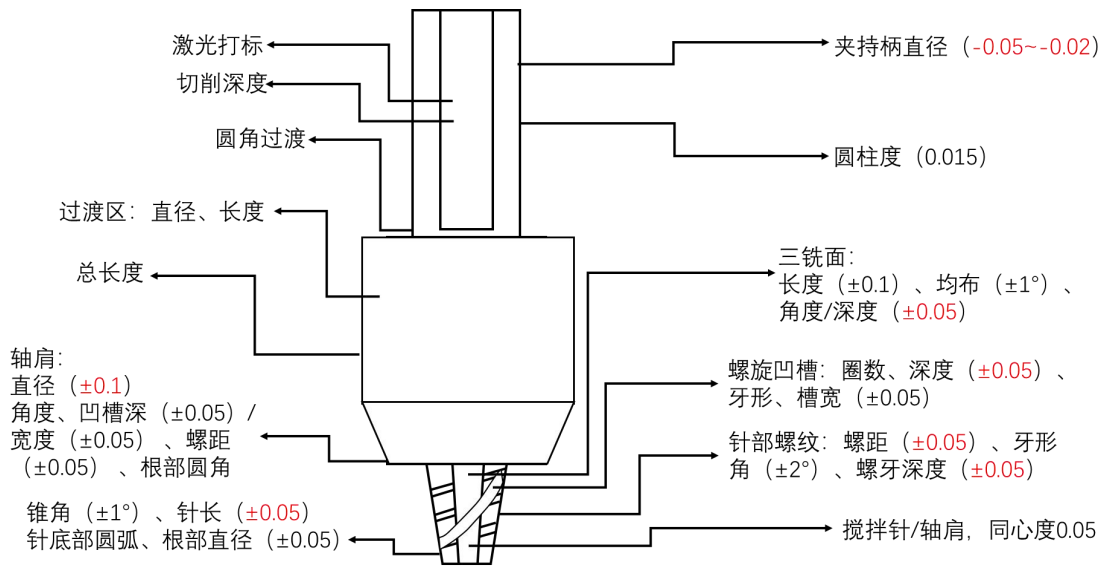 激光打标
切削深度
圆角过渡
过渡区：直径、长度
总长度
轴肩：
直径（±0.1）
角度、凹槽深（±0.05）/
宽度（±0.05）、螺距
（±0.05）、根部圆角
锥角（±1°）、针长（±0.05）
针底部圆弧、根部直径（±0.05）
夹持柄直径（-0.05~-0.02）
圆柱度（0.015）
三铣面：
长度（±0.1）、均布（±1°）、
角度/深度（±0.05）
螺旋凹槽：圈数、深度（±0.05）、
牙形、槽宽（±0.05）
针部螺纹：螺距（±0.05）、牙形
角（±2°）、螺牙深度（±0.05）
搅拌针/轴肩，同心度0.05